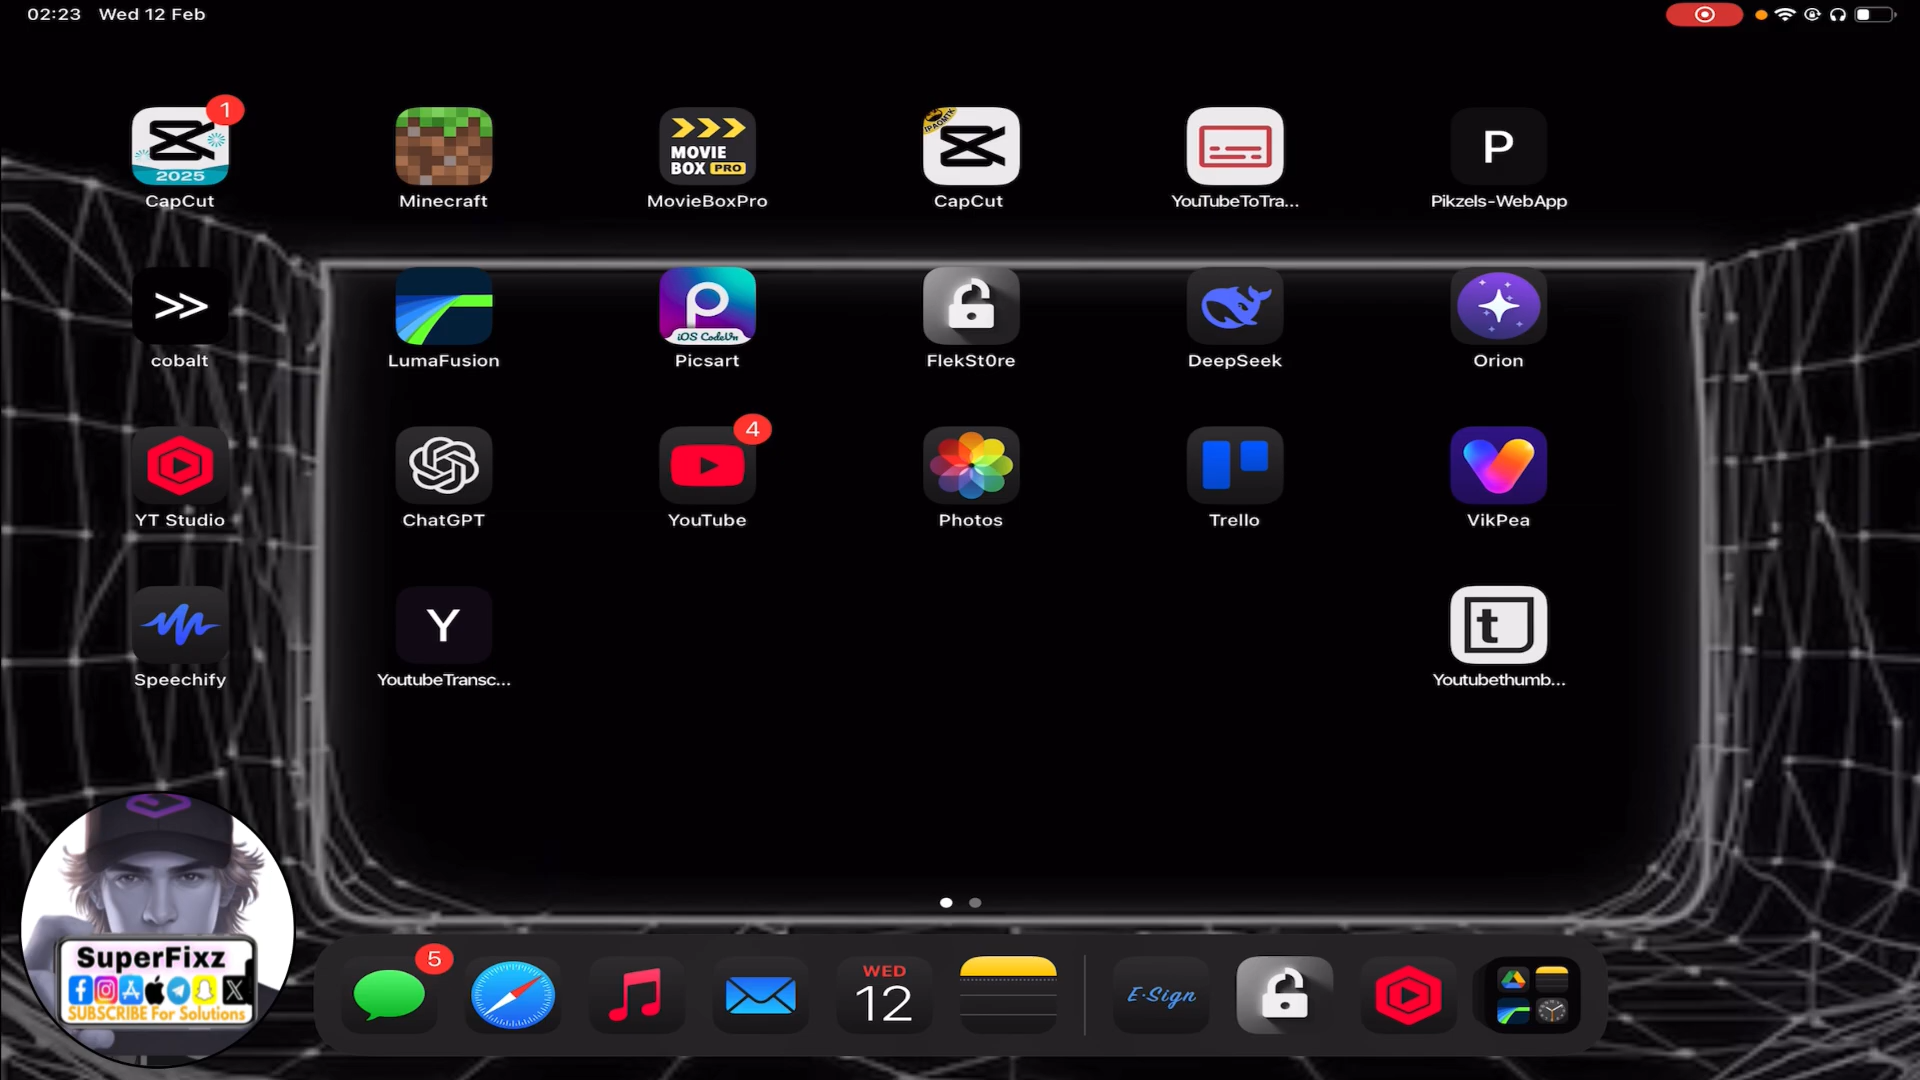 02:23 Wed 12 Feb
1
2025
CapCut
Minecraft
MOVIE
BOX PRO
MovieBoxPro
IPAOMTK
CapCut
YouTubeToTra...
P
Pikzels-WebApp
cobalt
LumaFusion
iOS CodeVn
Picsart
FlekSt0re
DeepSeek
Orion
YT Studio
ChatGPT
4
YouTube
Photos
Trello
VikPea
Speechify
Y
YoutubeTransc...
t
Youtubethumb...
SuperFixz
SUBSCRIBE For Solutions
5
WED
12
E·Sign